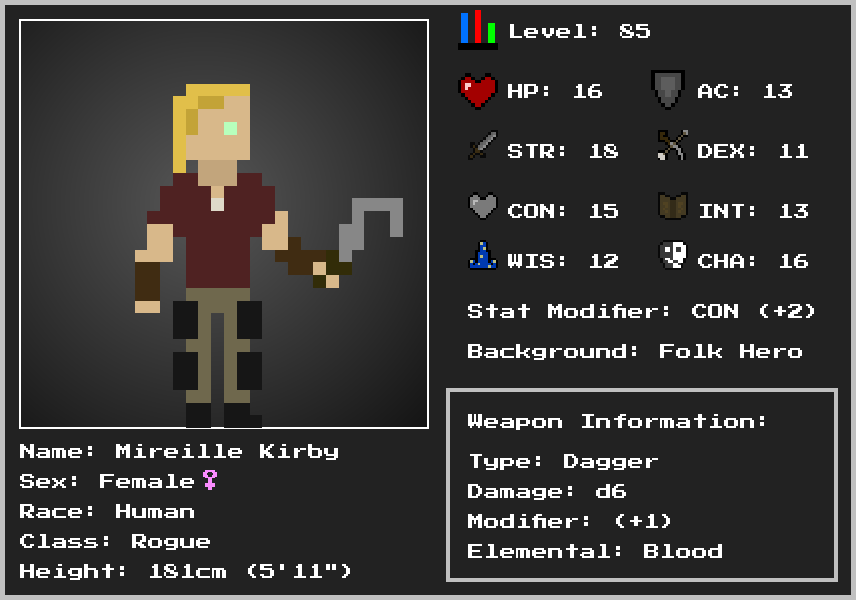 Level: 85
HP: 16 AC: 13
STR: 18 DEX: 11
CON: 15 INT: 13
WIS: 12 CHA: 16
Stat Modifier: CON (+2)
Background: Folk Hero
Weapon Information:
Type: Dagger
Damage: d6
Modifier: (+1)
Elemental: Blood
Name: Mireille Kirby
Sex: Female♀
Race: Human
Class: Rogue
Height: 181cm (5'11")